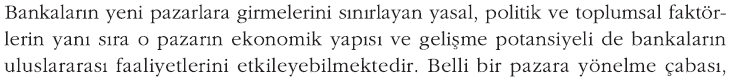 Bankaların yeni pazarlara girmelerini sınırlayan yasal, politik ve toplumsal faktör-
lerin yanı sıra o pazarın ekonomik yapısı ve gelişme potansiyeli de bankaların
uluslararası faaliyetlerini etkileyebilmektedir. Belli bir pazara yönelme çabası,